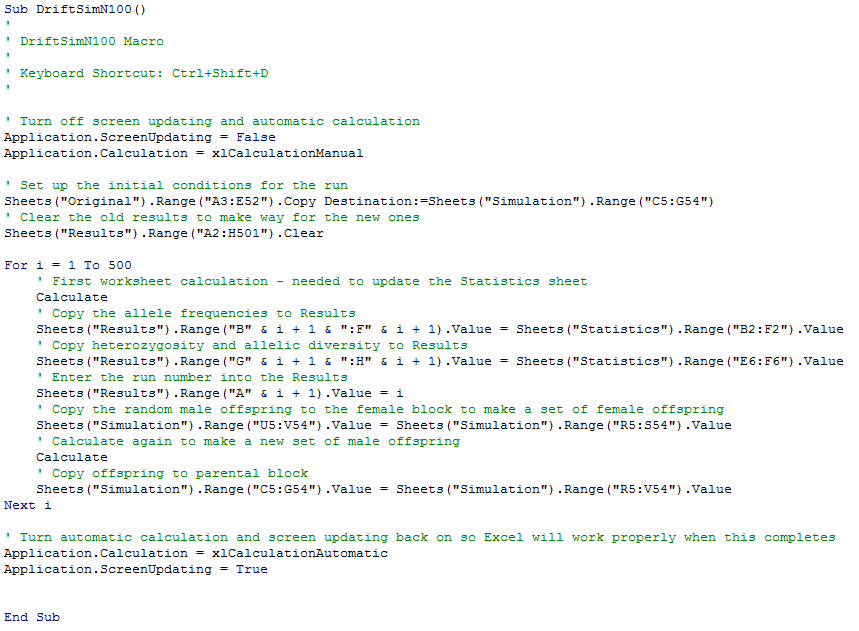 Sub DriftSimN100()
'
' DriftSimN100 Macro
'
' Keyboard Shortcut: Ctrl+Shift+D
'

' Turn off screen updating and automatic calculation
Application.ScreenUpdating = False
Application.Calculation = xlCalculationManual

' Set up the initial conditions for the run
Sheets("Original").Range("A3:E52").Copy Destination:=Sheets("Simulation").Range("C5:G54")
' Clear the old results to make way for the new ones
Sheets("Results").Range("A2:H501").Clear

For i = 1 To 500
    ' First worksheet calculation - needed to update the Statistics sheet
    Calculate
    ' Copy the allele frequencies to Results
    Sheets("Results").Range("B" & i + 1 & ":F" & i + 1).Value = Sheets("Statistics").Range("B2:F2").Value
    ' Copy heterozygosity and allelic diversity to Results
    Sheets("Results").Range("G" & i + 1 & ":H" & i + 1).Value = Sheets("Statistics").Range("E6:F6").Value
    ' Enter the run number into the Results
    Sheets("Results").Range("A" & i + 1).Value = i
    ' Copy the random male offspring to the female block to make a set of female offspring
    Sheets("Simulation").Range("U5:V54").Value = Sheets("Simulation").Range("R5:S54").Value
    ' Calculate again to make a new set of male offspring
    Calculate
    ' Copy offspring to parental block
    Sheets("Simulation").Range("C5:G54").Value = Sheets("Simulation").Range("R5:V54").Value
Next i

' Turn automatic calculation and screen updating back on so Excel will work properly when this completes
Application.Calculation = xlCalculationAutomatic
Application.ScreenUpdating = True


End Sub